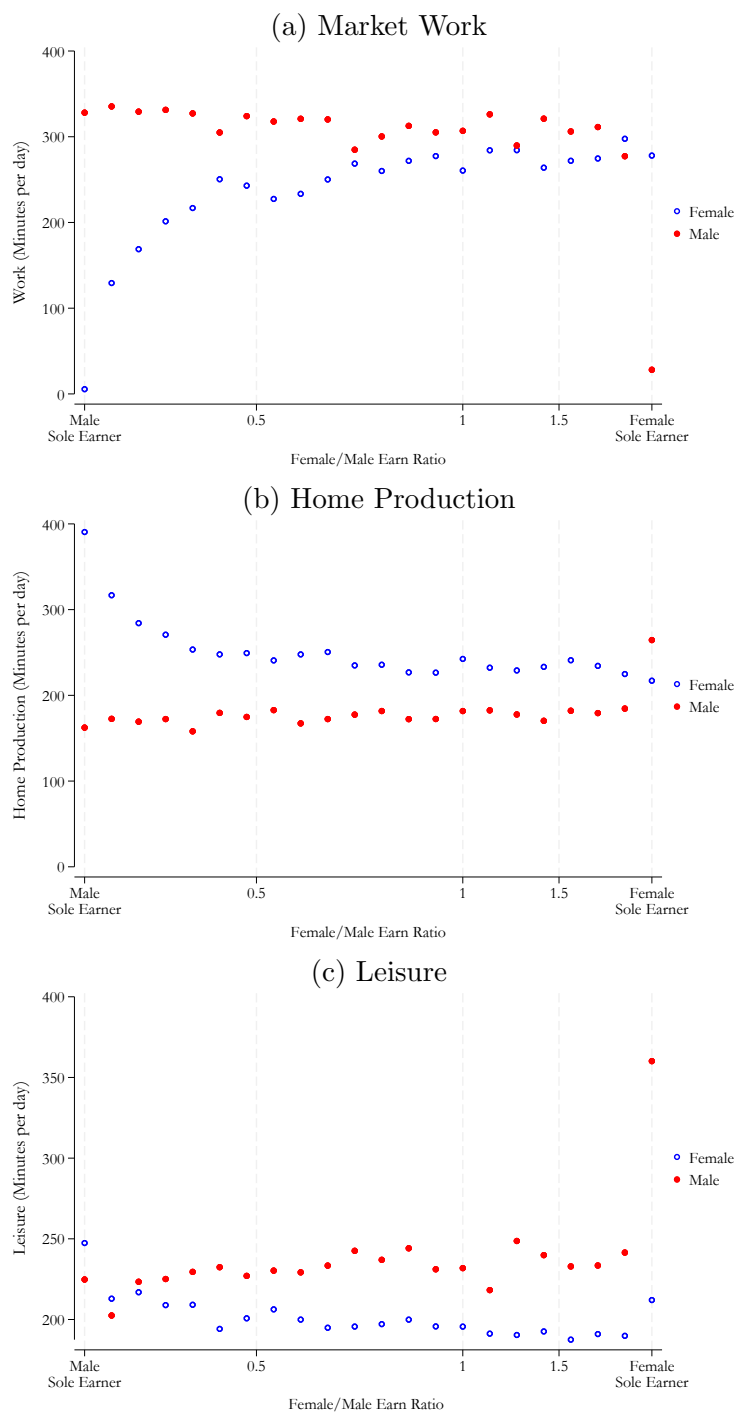 (a) Market Work
400
300
200
100
0
Work (Minutes per day)
Female
Male
Male
Sole Earner
0.5
1
1.5
Female
Sole Earner
Female/Male Earn Ratio
(b) Home Production
400
300
200
100
0
Home Production (Minutes per day)
Female
Male
Male
Sole Earner
0.5
1
1.5
Female
Sole Earner
Female/Male Earn Ratio
(c) Leisure
400
350
300
250
200
Leisure (Minutes per day)
Female
Male
Male
Sole Earner
0.5
1
1.5
Female
Sole Earner
Female/Male Earn Ratio